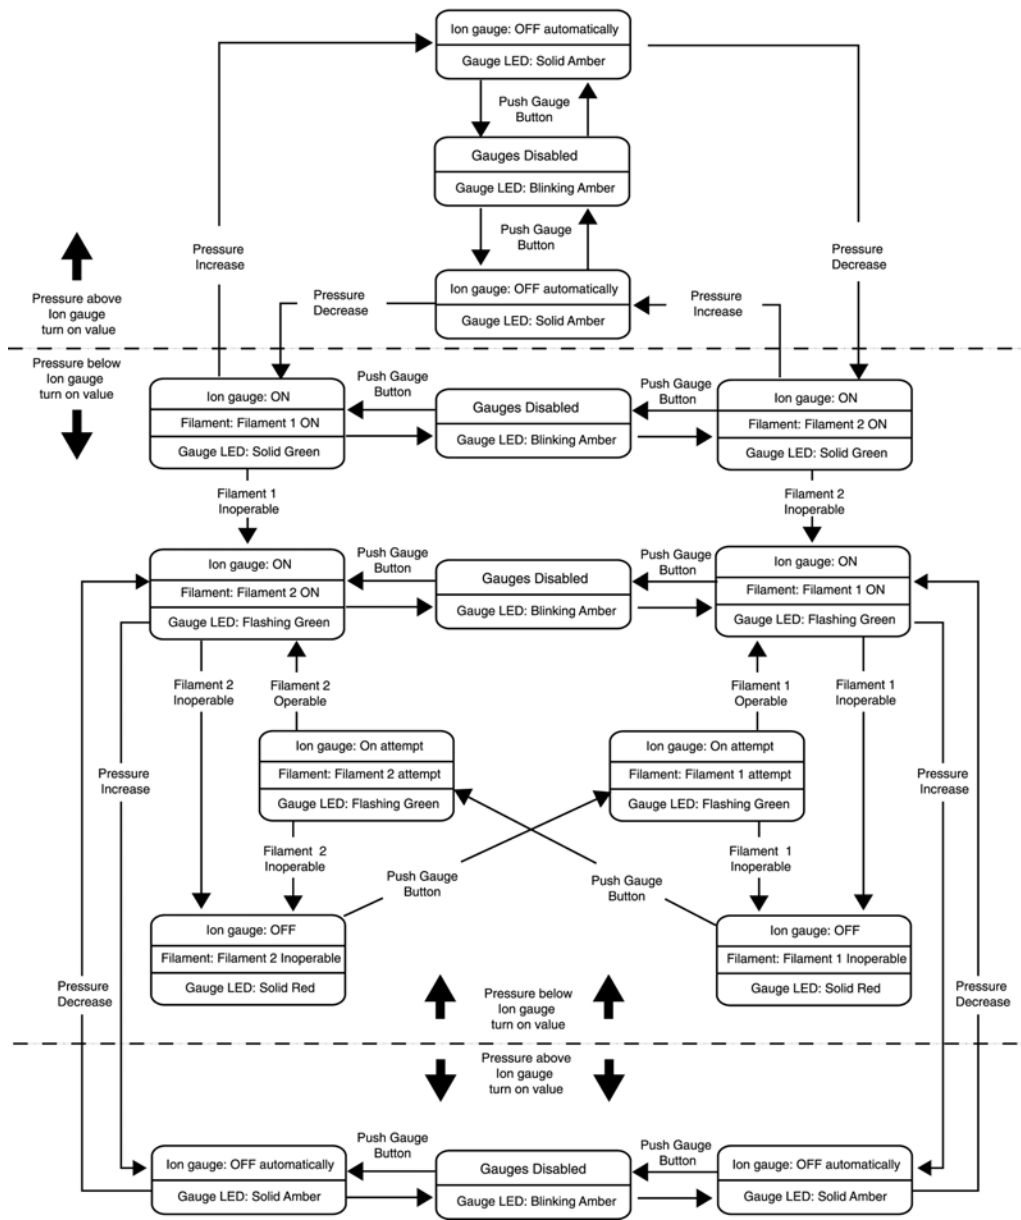 Ion gauge: OFF automatically
Gauge LED: Solid Amber
Push Gauge
Button
Gauges Disabled
Gauge LED: Blinking Amber
Push Gauge
Button
Pressure
Increase
Pressure
Decrease
Ion gauge: OFF automatically
Gauge LED: Solid Amber
Pressure
Decrease
Pressure
Increase
Pressure above
Ion gauge
turn on value
Pressure below
Ion gauge
turn on value
Ion gauge: ON
Filament: Filament 1 ON
Gauge LED: Solid Green
Push Gauge
Button
Gauges Disabled
Gauge LED: Blinking Amber
Push Gauge
Button
Ion gauge: ON
Filament: Filament 2 ON
Gauge LED: Solid Green
Filament 1
Inoperable
Filament 2
Inoperable
Ion gauge: ON
Filament: Filament 2 ON
Gauge LED: Flashing Green
Push Gauge
Button
Gauges Disabled
Gauge LED: Blinking Amber
Push Gauge
Button
Ion gauge: ON
Filament: Filament 1 ON
Gauge LED: Flashing Green
Filament 2
Inoperable
Filament 2
Operable
Filament 1
Operable
Filament 1
Inoperable
Pressure
Increase
Ion gauge: On attempt
Filament: Filament 2 attempt
Gauge LED: Flashing Green
Ion gauge: On attempt
Filament: Filament 1 attempt
Gauge LED: Flashing Green
Pressure
Increase
Filament 2
Inoperable
Push Gauge
Button
Push Gauge
Button
Filament 1
Inoperable
Ion gauge: OFF
Filament: Filament 2 Inoperable
Gauge LED: Solid Red
Ion gauge: OFF
Filament: Filament 1 Inoperable
Gauge LED: Solid Red
Pressure
Decrease
Pressure below
Ion gauge
turn on value
Pressure
Decrease
Pressure above
Ion gauge
turn on value
Ion gauge: OFF automatically
Gauge LED: Solid Amber
Push Gauge
Button
Gauges Disabled
Gauge LED: Blinking Amber
Push Gauge
Button
Ion gauge: OFF automatically
Gauge LED: Solid Amber